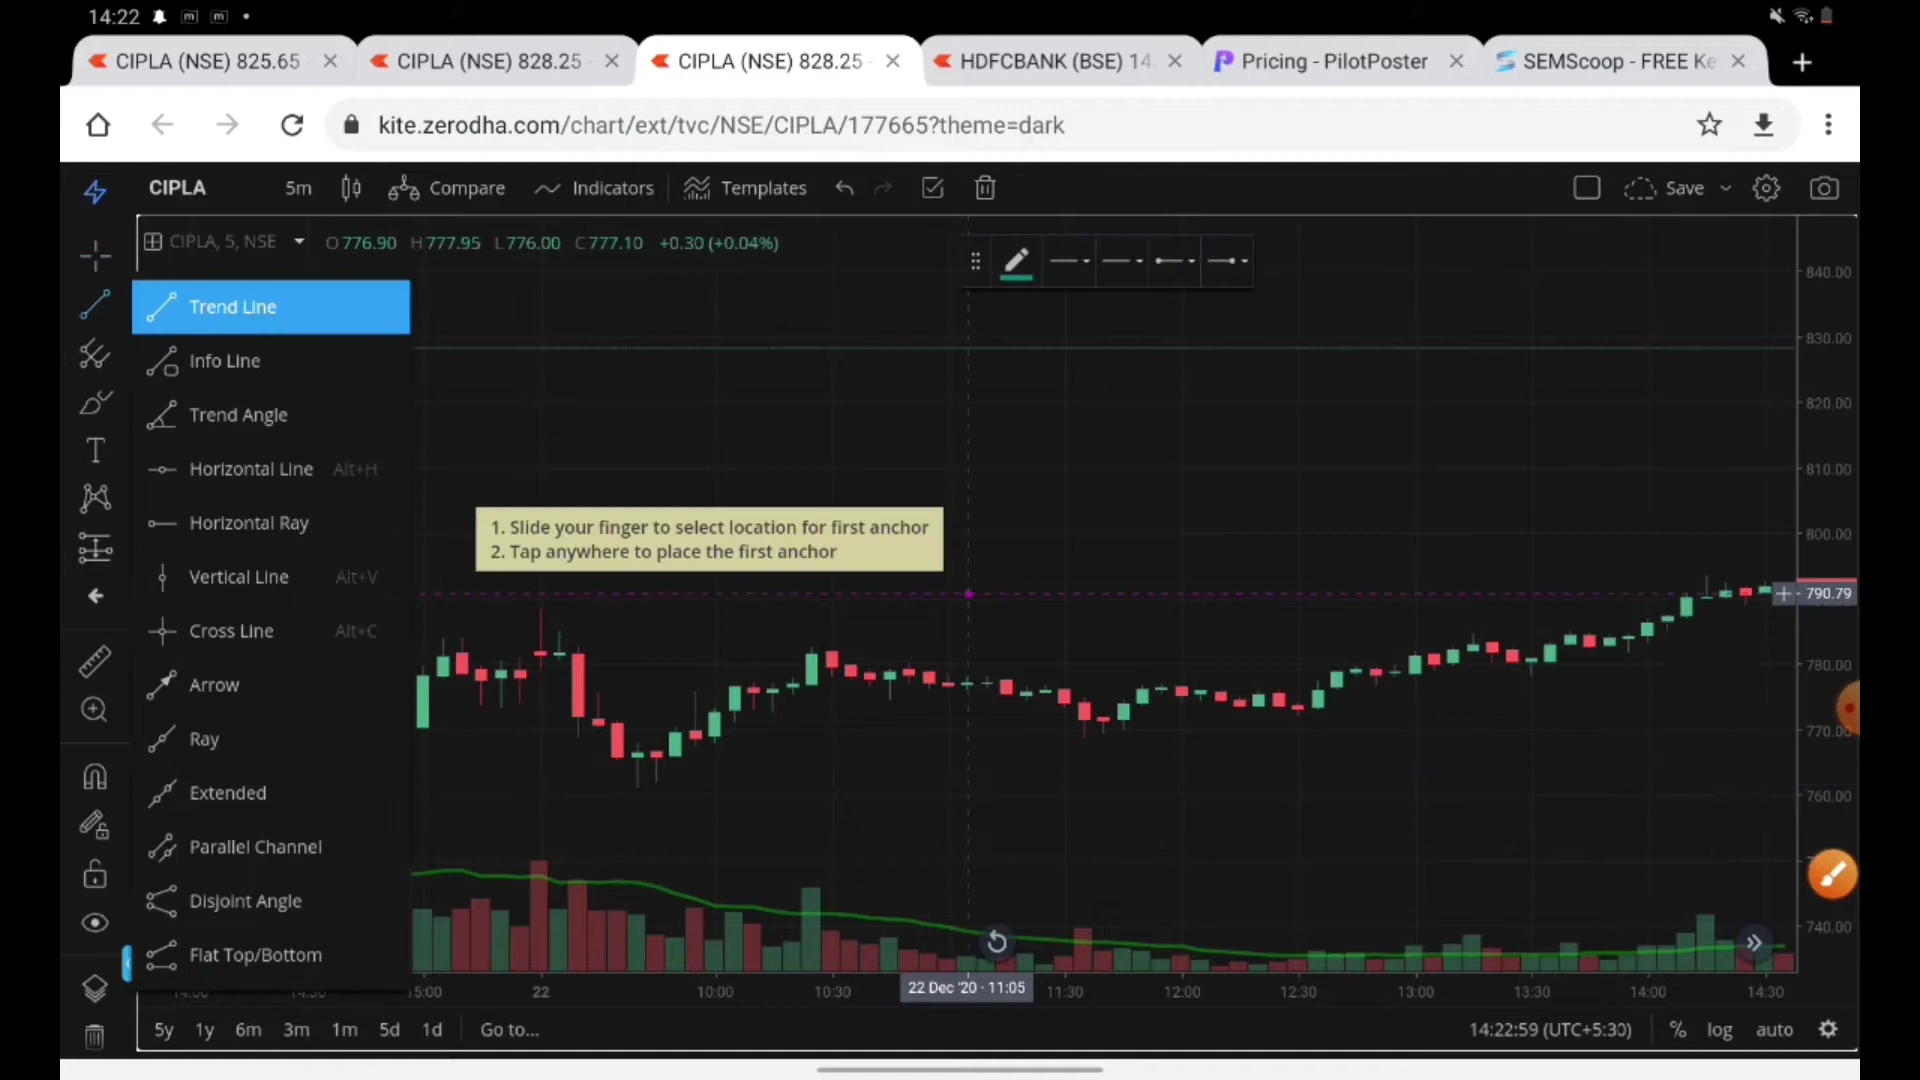 14:22
CIPLA (NSE) 825.65
CIPLA (NSE) 828.25
CIPLA (NSE) 828.25
HDFCBANK (BSE) 14
Pricing - PilotPoster
SEMScoop - FREE Ke
kite.zerodha.com/chart/ext/tvc/NSE/CIPLA/177665?theme=dark
CIPLA 5m Compare Indicators Templates Save
CIPLA, 5, NSE O 776.90 H 777.95 L 776.00 C 777.10 +0.30 (+0.04%)
Trend Line
Info Line
Trend Angle
Horizontal Line Alt+H
Horizontal Ray
Vertical Line Alt+V
Cross Line Alt+C
Arrow
Ray
Extended
Parallel Channel
Disjoint Angle
Flat Top/Bottom
1. Slide your finger to select location for first anchor
2. Tap anywhere to place the first anchor
840.00
830.00
820.00
810.00
800.00
790.79
780.00
770.00
760.00
740.00
15:00 22 10:00 10:30 22 Dec '20 - 11:05 11:30 12:00 12:30 13:00 13:30 14:00 14:30
5y 1y 6m 3m 1m 5d 1d Go to... 14:22:59 (UTC+5:30) % log auto